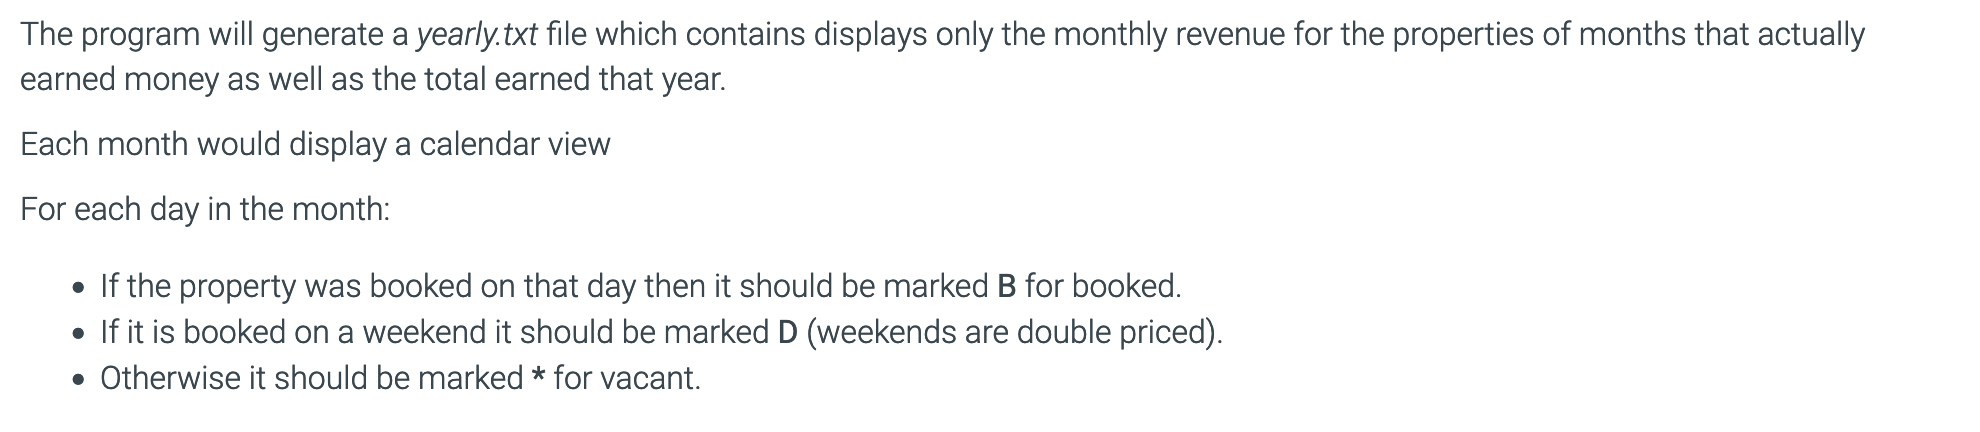 The program will generate a yearly.txt file which contains displays only the monthly revenue for the properties of months that actually
earned money as well as the total earned that year.
Each month would display a calendar view
For each day in the month:
• If the property was booked on that day then it should be marked B for booked.
• If it is booked on a weekend it should be marked D (weekends are double priced).
• Otherwise it should be marked * for vacant.